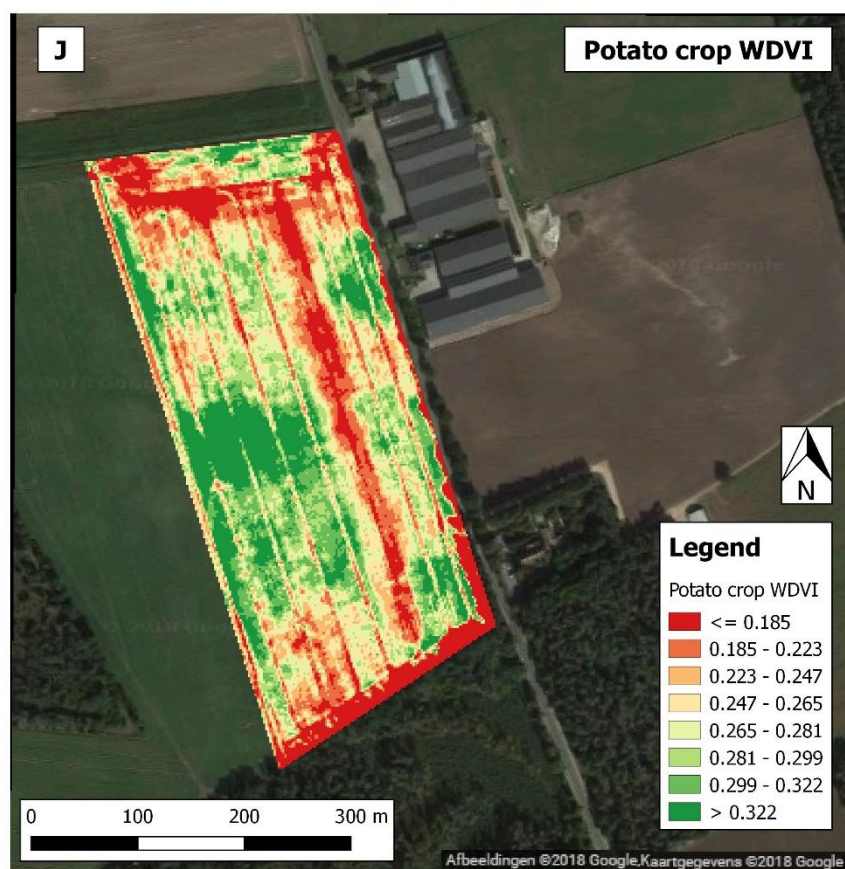 J
Potato crop WDVI
N
Legend
Potato crop WDVI
<= 0.185
0.185 - 0.223
0.223 - 0.247
0.247 - 0.265
0.265 - 0.281
0.281 - 0.299
0.299 - 0.322
> 0.322
0 100 200 300 m
Afbeeldingen ©2018 Google,Kaartgegevens ©2018 Google